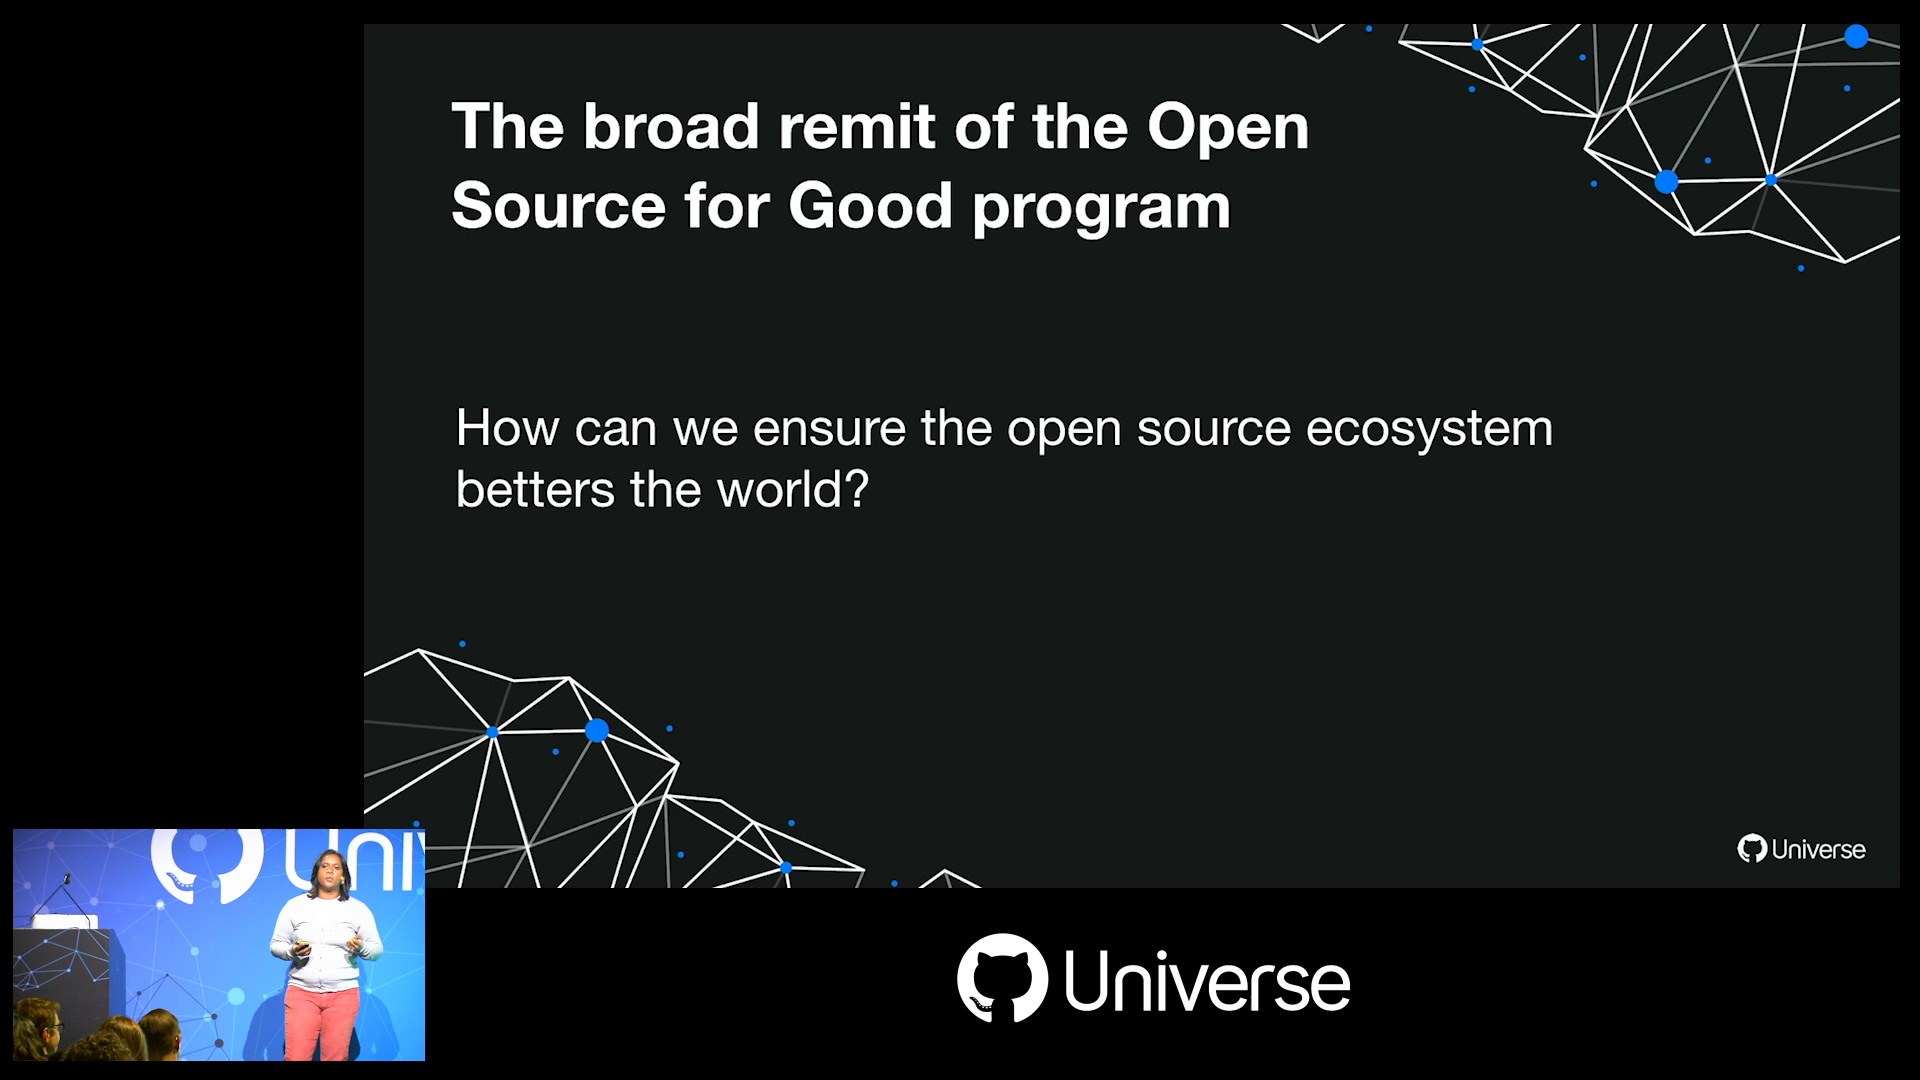 The broad remit of the Open
Source for Good program
How can we ensure the open source ecosystem
betters the world?
Universe
Uni
Universe